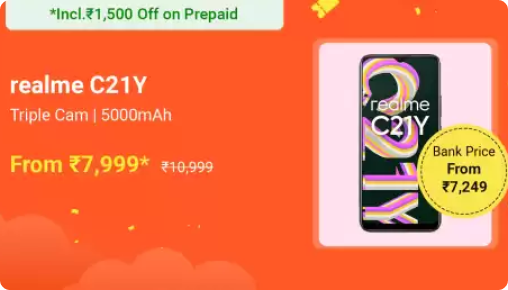 *Incl.₹1,500 Off on Prepaid
realme C21Y
Triple Cam | 5000mAh
From ₹7,999* ₹10,999
realme
C21Y
Bank Price
From
₹7,249